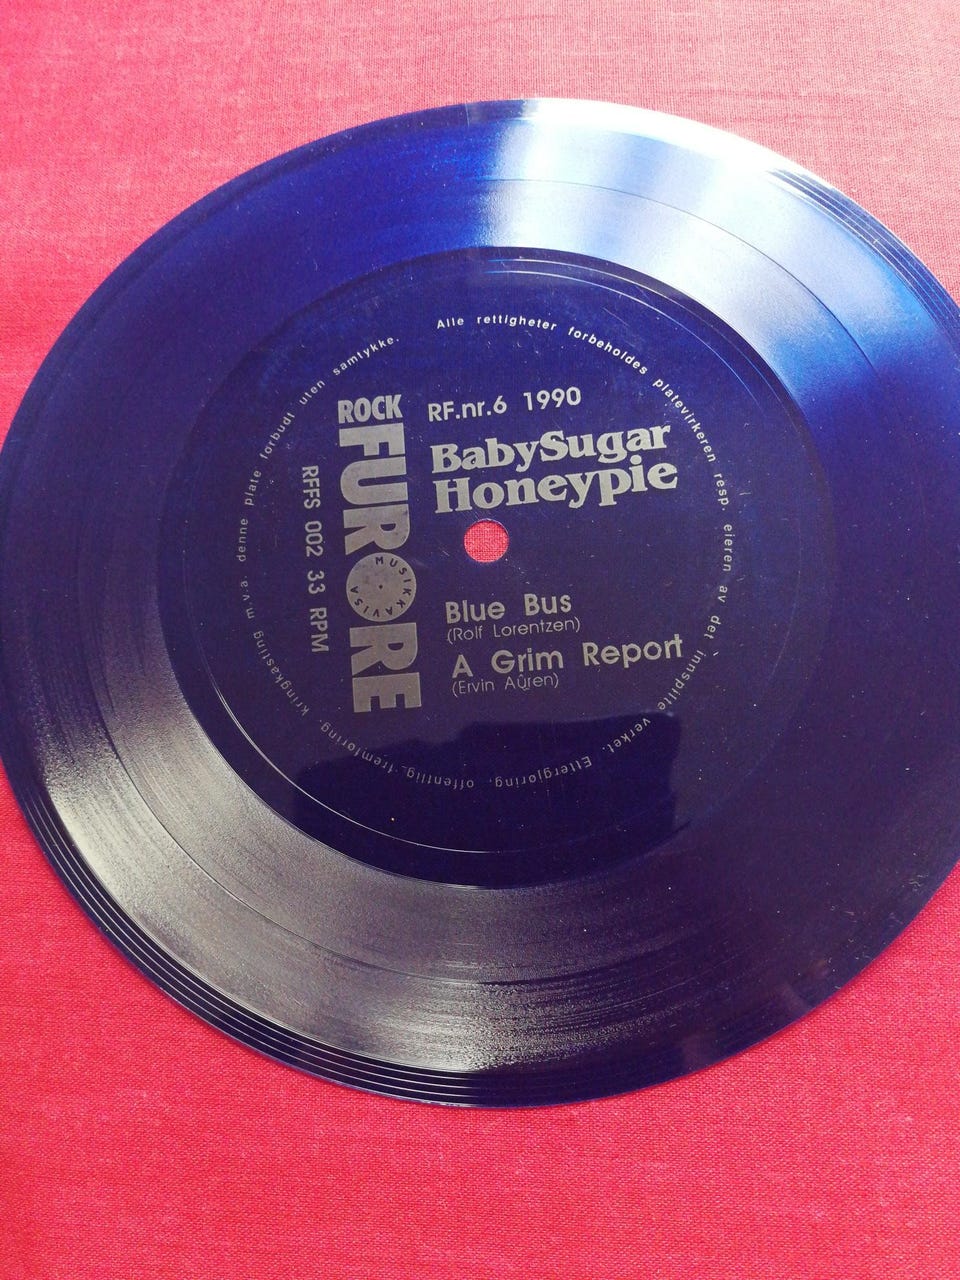 Alle rettigheter forbeholdes platevirkeren resp. eieren av det innspilte verket. Ettergjøring, offentlig fremføring, kringkasting m.v.a. denne plate forbudt uten samtykke.
ROCK
FURORE
MUSIKKAVISA
RFFS 002 33 RPM
RF.nr.6 1990
BabySugar
Honeypie
Blue Bus
(Rolf Lorentzen)
A Grim Report
(Ervin Aûren)